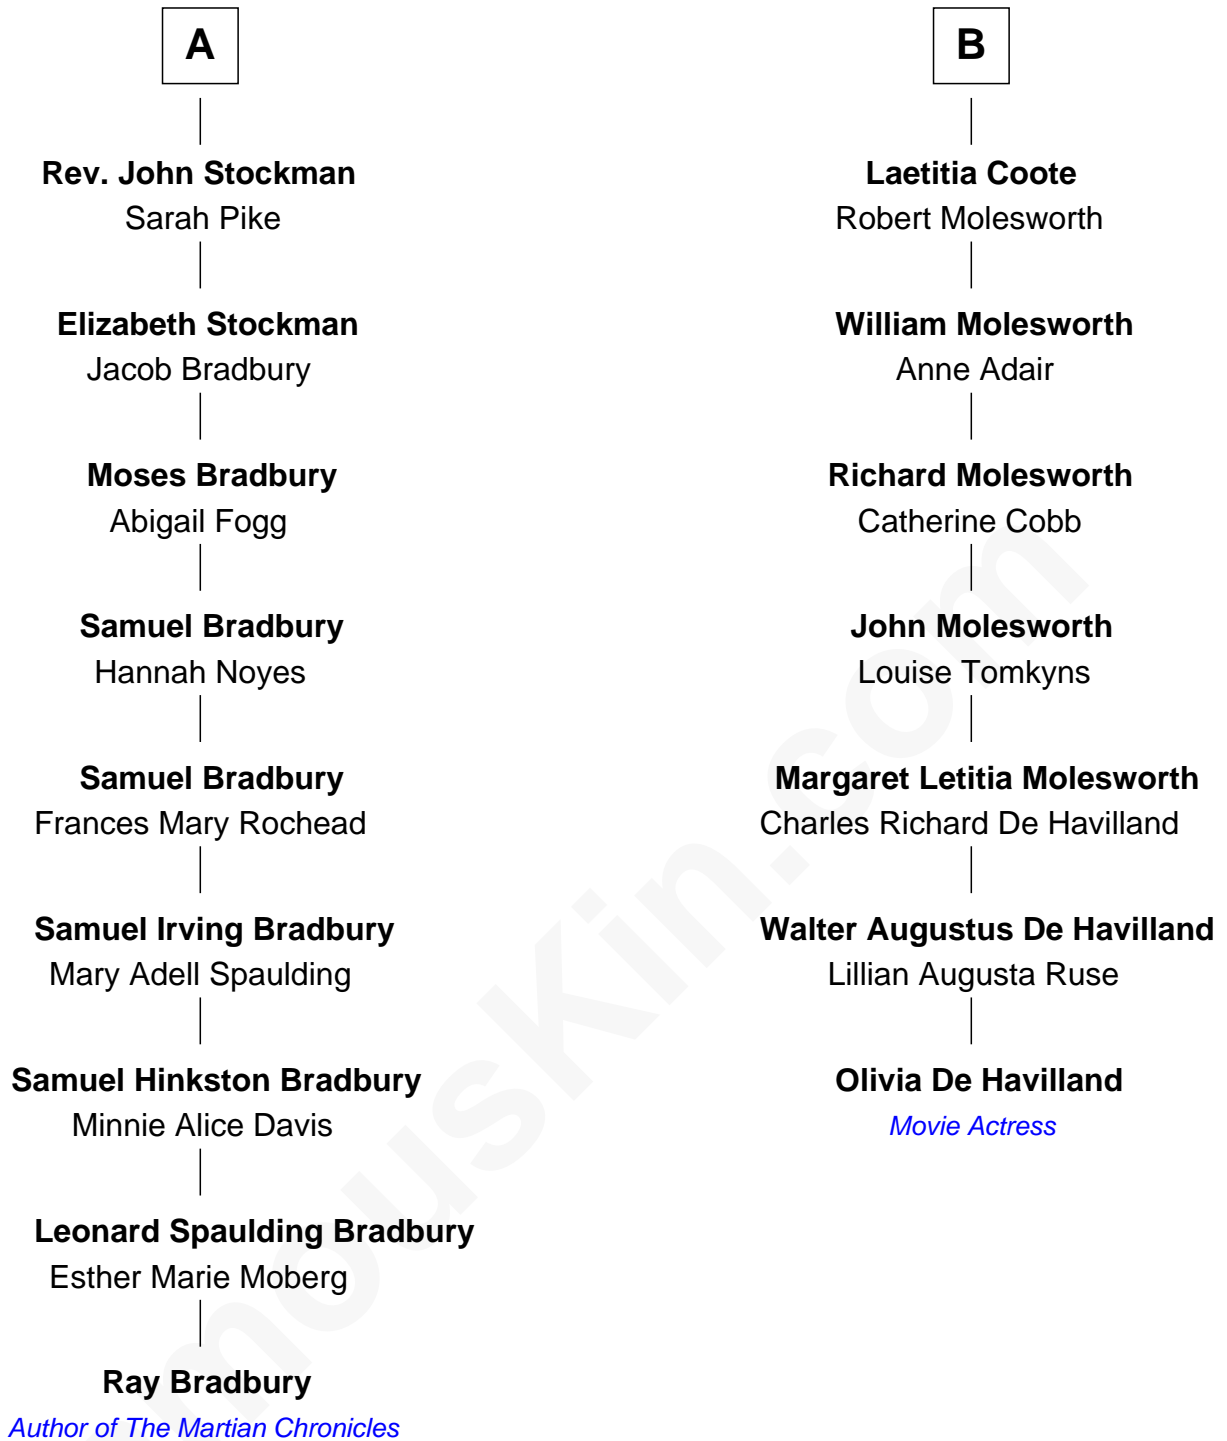 A
Rev. John Stockman
Sarah Pike
Elizabeth Stockman
Jacob Bradbury
Moses Bradbury
Abigail Fogg
Samuel Bradbury
Hannah Noyes
Samuel Bradbury
Frances Mary Rochead
Samuel Irving Bradbury
Mary Adell Spaulding
Samuel Hinkston Bradbury
Minnie Alice Davis
Leonard Spaulding Bradbury
Esther Marie Moberg
Ray Bradbury
Author of The Martian Chronicles
B
Laetitia Coote
Robert Molesworth
William Molesworth
Anne Adair
Richard Molesworth
Catherine Cobb
John Molesworth
Louise Tomkyns
Margaret Letitia Molesworth
Charles Richard De Havilland
Walter Augustus De Havilland
Lillian Augusta Ruse
Olivia De Havilland
Movie Actress
mousKin.com